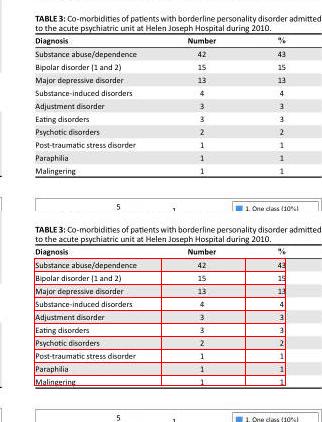 TABLE 3: Co-morbidities of patients with borderline personality disorder admitted
to the acute psychiatric unit at Helen Joseph Hospital during 2010.
Diagnosis Number %
Substance abuse/dependence 42 43
Bipolar disorder (1 and 2) 15 15
Major depressive disorder 13 13
Substance-induced disorders 4 4
Adjustment disorder 3 3
Eating disorders 3 3
Psychotic disorders 2 2
Post-traumatic stress disorder 1 1
Paraphilia 1 1
Malingering 1 1
5 1. One class (10%)
TABLE 3: Co-morbidities of patients with borderline personality disorder admitted
to the acute psychiatric unit at Helen Joseph Hospital during 2010.
Diagnosis Number %
Substance abuse/dependence 42 43
Bipolar disorder (1 and 2) 15 15
Major depressive disorder 13 13
Substance-induced disorders 4 4
Adjustment disorder 3 3
Eating disorders 3 3
Psychotic disorders 2 2
Post-traumatic stress disorder 1 1
Paraphilia 1 1
Malingering 1 1
5 1. One class (10%)